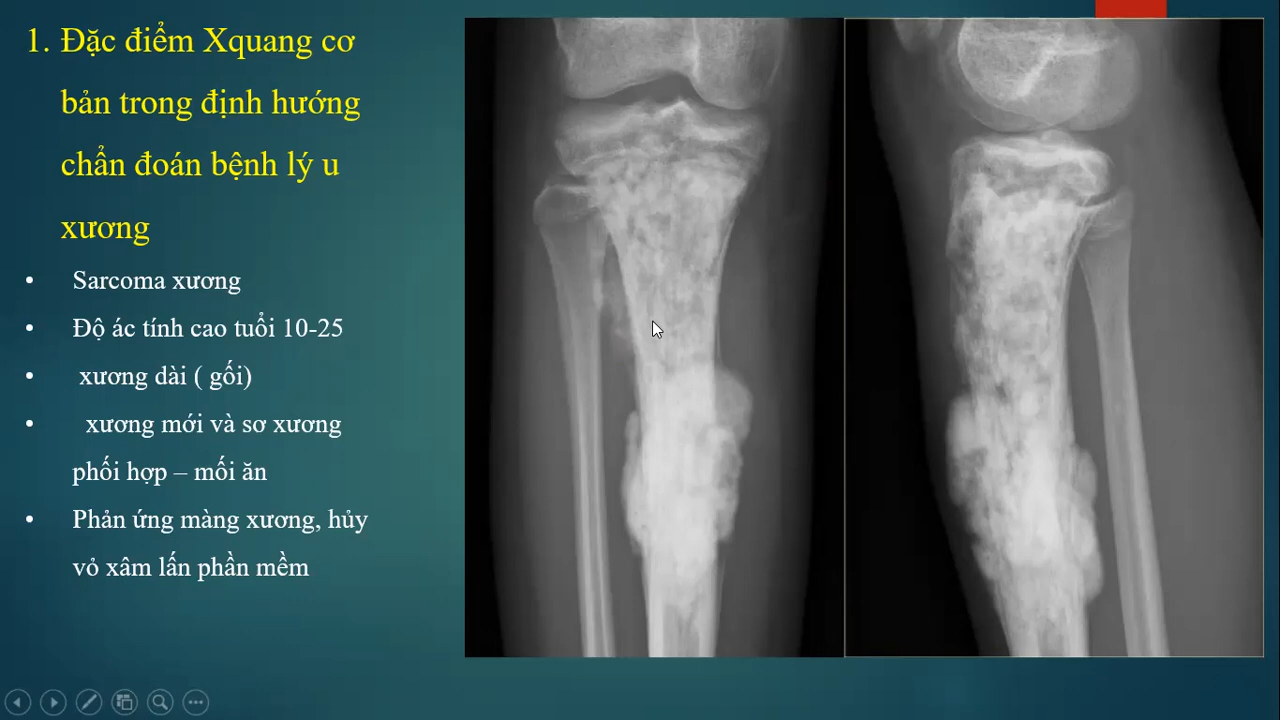 1. Đặc điểm Xquang cơ
bản trong định hướng
chẩn đoán bệnh lý u
xương
• Sarcoma xương
• Độ ác tính cao tuổi 10-25
• xương dài ( gối)
• xương mới và sơ xương
phối hợp – mối ăn
• Phản ứng màng xương, hủy
vỏ xâm lấn phần mềm